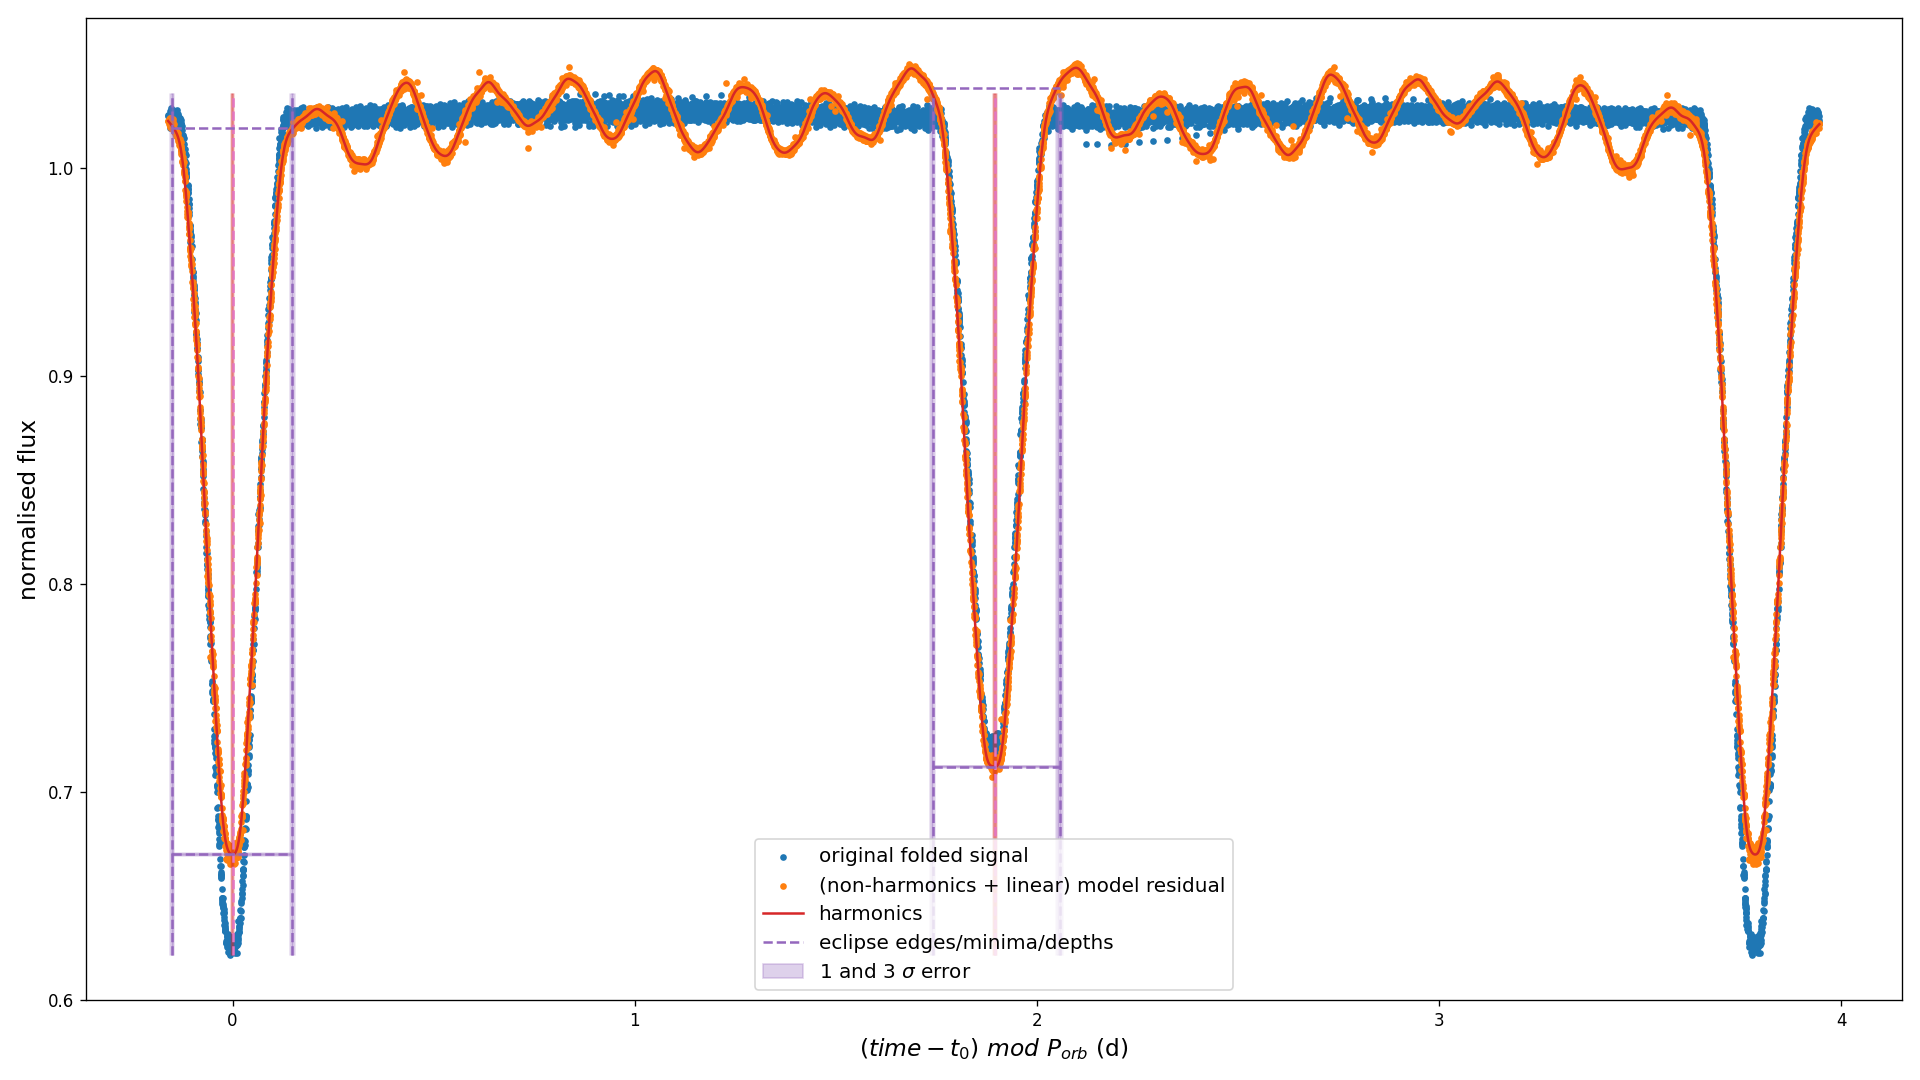 normalised flux
1.0
0.9
0.8
0.7
0.6
0
1
2
3
4
(time − t₀) mod Pₒᵣᵦ (d)
original folded signal
(non-harmonics + linear) model residual
harmonics
eclipse edges/minima/depths
1 and 3 σ error